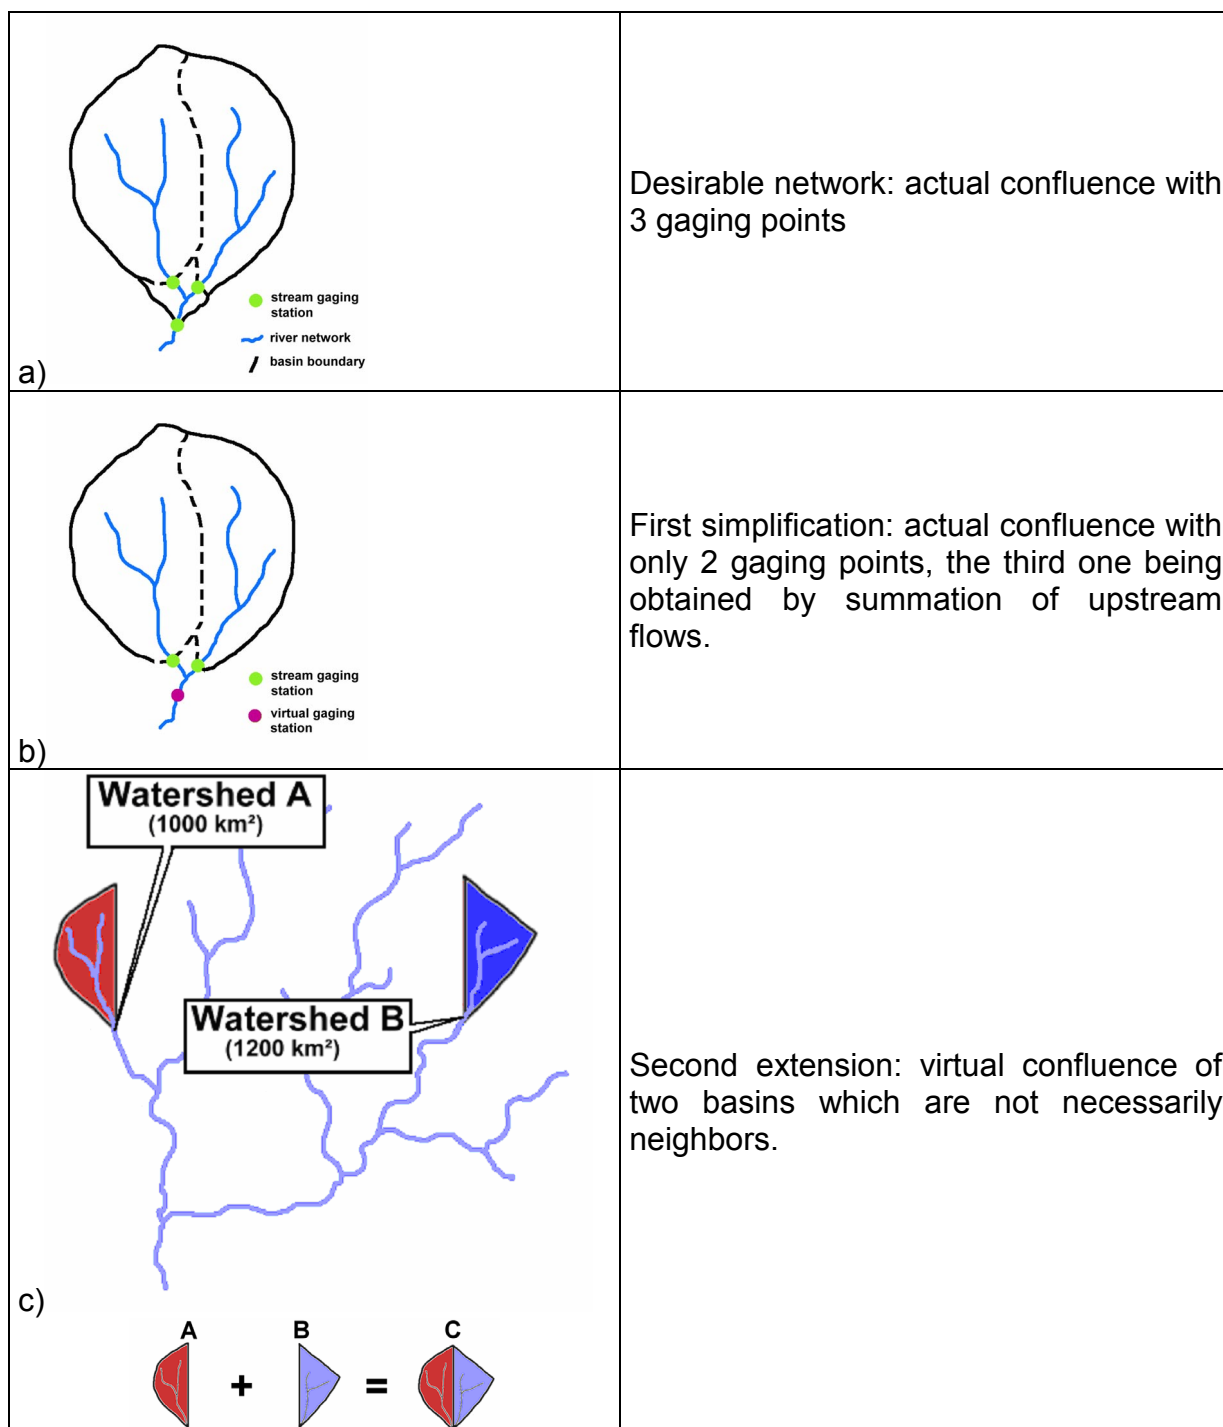 Desirable network: actual confluence with
3 gaging points
stream gaging
station
river network
basin boundary
a)
First simplification: actual confluence with
only 2 gaging points, the third one being
obtained by summation of upstream
flows.
stream gaging
station
virtual gaging
station
b)
Watershed A
(1000 km²)
Watershed B
(1200 km²)
Second extension: virtual confluence of
two basins which are not necessarily
neighbors.
c)
A B C
+ =